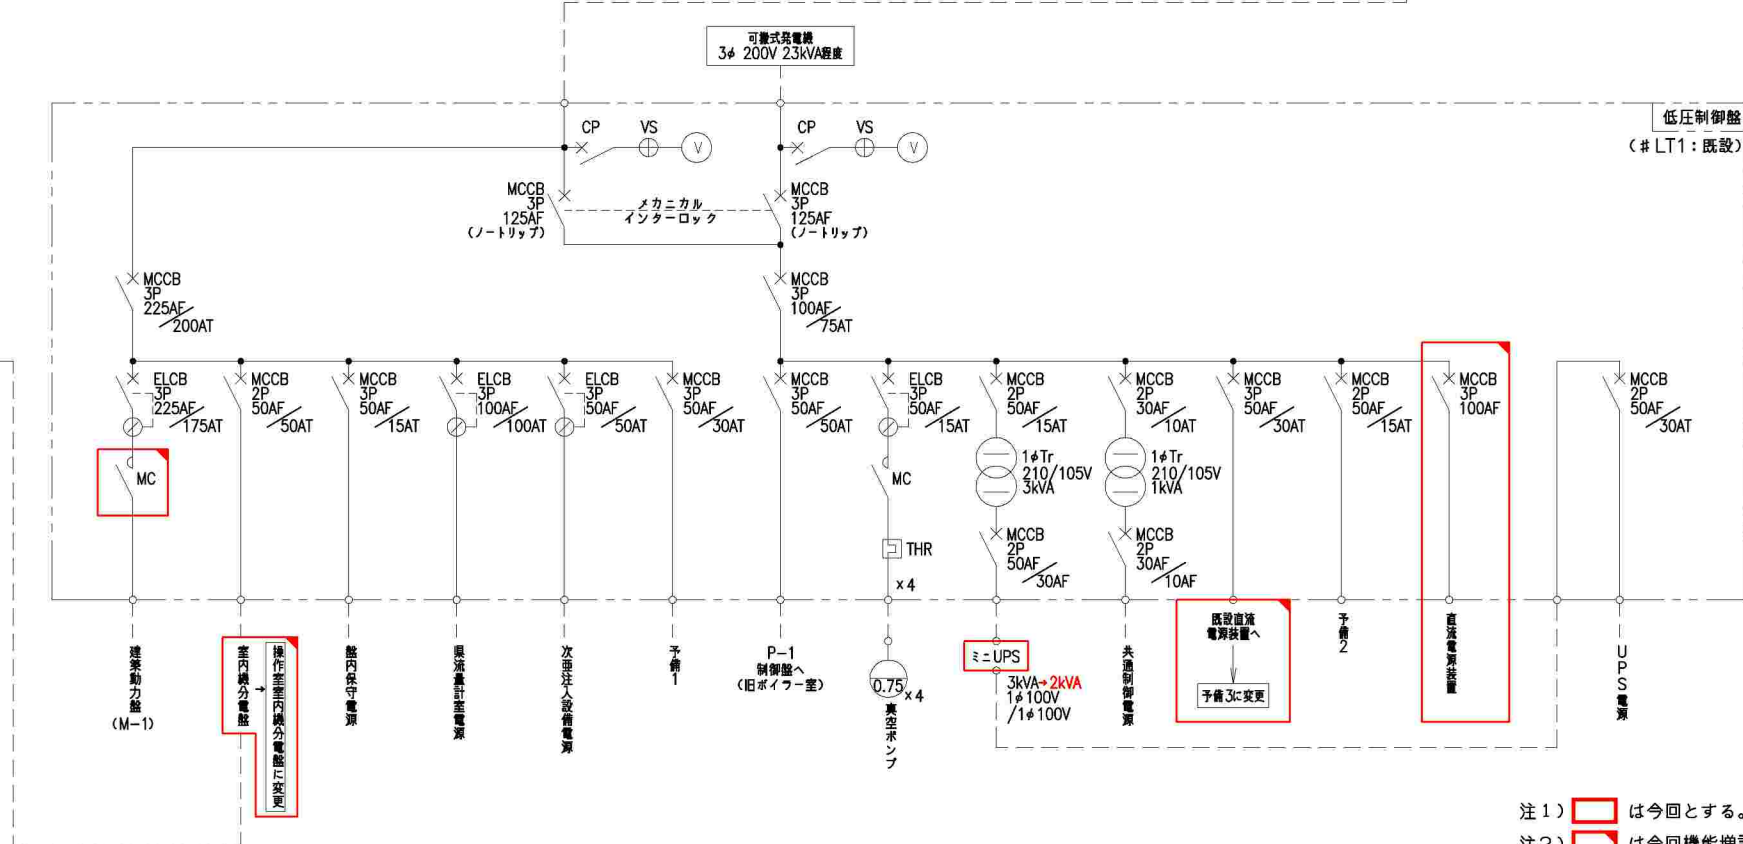 可搬式発電機
3φ 200V 23kVA程度
低圧制御盤
(#LT1:既設)
CP
VS
V
CP
VS
V
MCCB
3P
125AF
(ノートリップ)
メカニカル
インターロック
MCCB
3P
125AF
(ノートリップ)
MCCB
3P
225AF/200AT
MCCB
3P
100AF/75AT
ELCB
3P
225AF/175AT
MCCB
2P
50AF/50AT
MCCB
3P
50AF/15AT
ELCB
3P
100AF/100AT
ELCB
3P
50AF/50AT
MCCB
3P
50AF/30AT
MCCB
3P
50AF/50AT
ELCB
3P
50AF/15AT
MCCB
2P
50AF/15AT
MCCB
2P
30AF/10AT
MCCB
3P
50AF/30AT
MCCB
2P
50AF/15AT
MCCB
3P
100AF
MCCB
2P
50AF/30AT
MC
MC
1φTr
210/105V
3kVA
1φTr
210/105V
1kVA
THR
×4
MCCB
2P
50AF/30AF
MCCB
2P
30AF/10AF
建築動力盤
(M-1)
室内機分電盤
→
操作室室内機分電盤に変更
盤内保守電源
県流量計室電源
次亜注入設備電源
予備1
P-1
制御盤へ
(旧ボイラー室)
0.75
×4
真空ポンプ
ミニUPS
3kVA→2kVA
1φ100V
/1φ100V
共通制御電源
既設直流
電源装置へ
予備3に変更
予備2
直流電源装置
UPS電源
注1) は今回とする。
注2) は今回機能増設